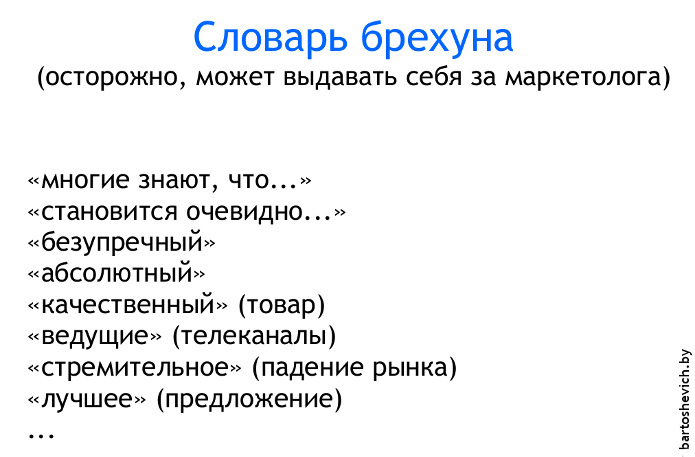 Словарь брехуна
(осторожно, может выдавать себя за маркетолога)
«многие знают, что...»
«становится очевидно...»
«безупречный»
«абсолютный»
«качественный» (товар)
«ведущие» (телеканалы)
«стремительное» (падение рынка)
«лучшее» (предложение)
...
bartoshevich.by